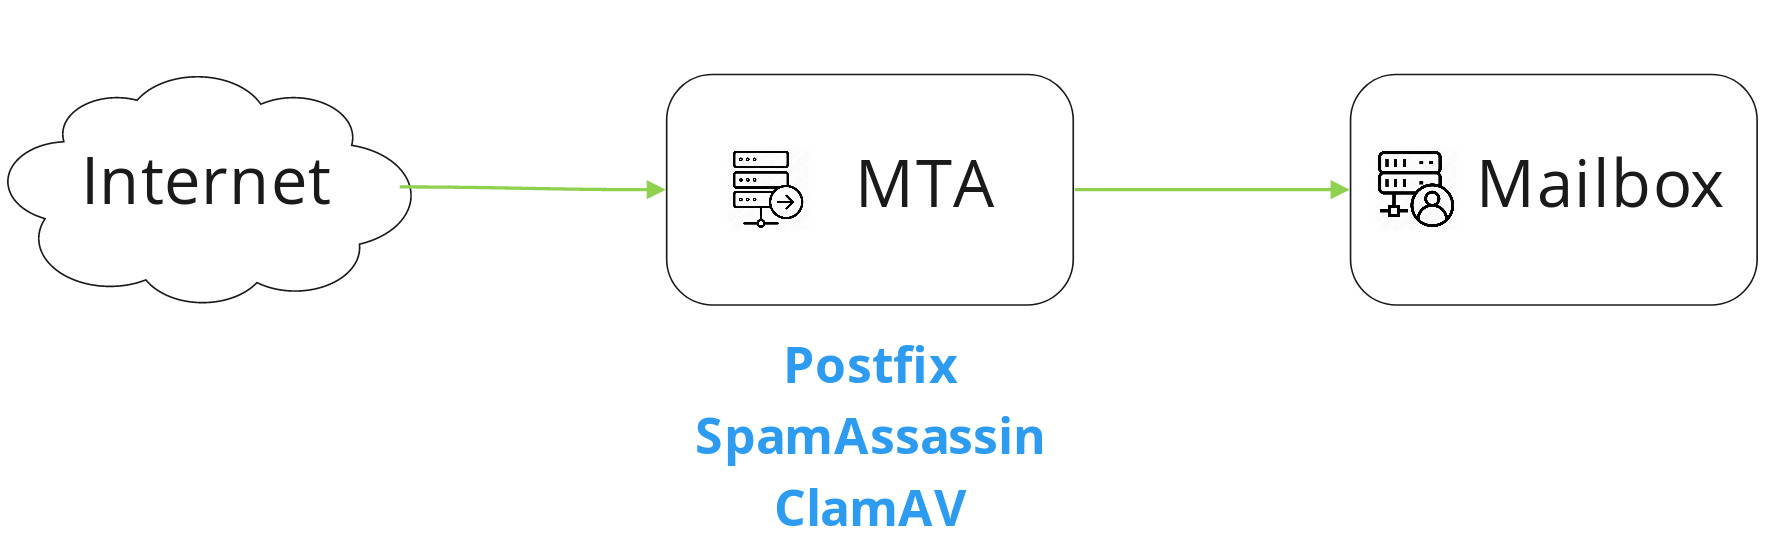 Internet
MTA
Mailbox
Postfix
SpamAssassin
ClamAV